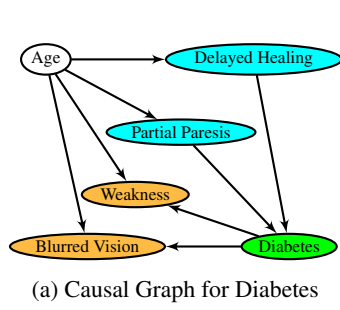 Age
Delayed Healing
Partial Paresis
Weakness
Blurred Vision
Diabetes
(a) Causal Graph for Diabetes